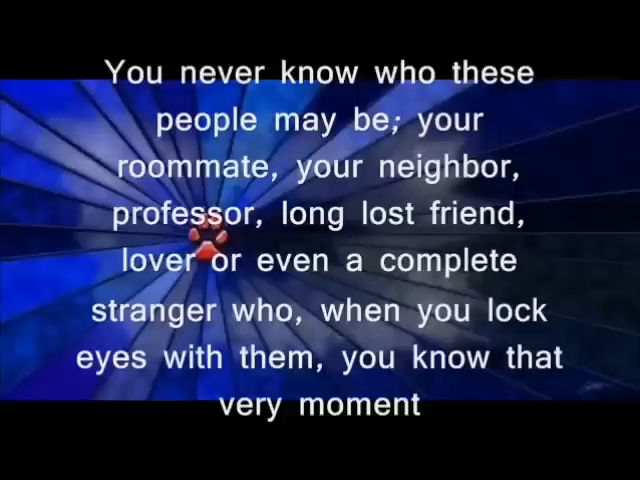 You never know who these
people may be; your
roommate, your neighbor,
professor, long lost friend,
lover or even a complete
stranger who, when you lock
eyes with them, you know that
very moment